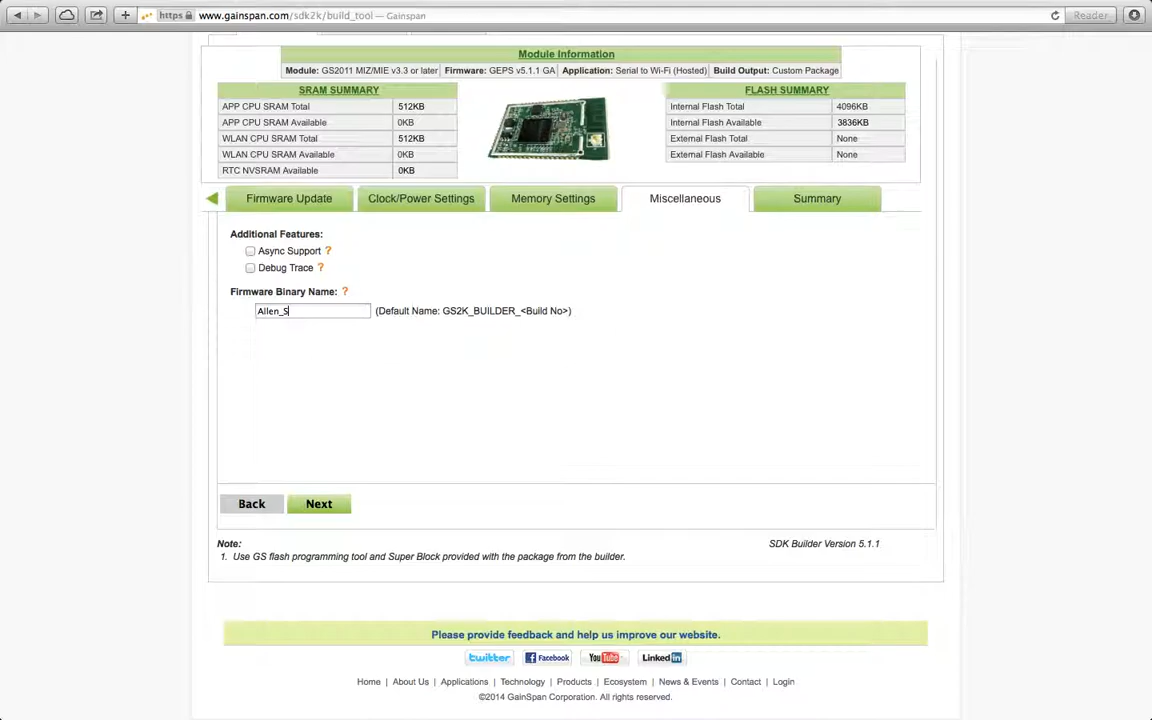 https www.gainspan.com/sdk2k/build_tool — Gainspan Reader
Module Information
Module: GS2011 MIZ/MIE v3.3 or later Firmware: GEPS v5.1.1 GA Application: Serial to Wi-Fi (Hosted) Build Output: Custom Package
SRAM SUMMARY
APP CPU SRAM Total 512KB
APP CPU SRAM Available 0KB
WLAN CPU SRAM Total 512KB
WLAN CPU SRAM Available 0KB
RTC NVSRAM Available 0KB
FLASH SUMMARY
Internal Flash Total 4096KB
Internal Flash Available 3836KB
External Flash Total None
External Flash Available None
Firmware Update Clock/Power Settings Memory Settings Miscellaneous Summary
Additional Features:
Async Support ?
Debug Trace ?
Firmware Binary Name: ?
Allen_S (Default Name: GS2K_BUILDER_<Build No>)
Back Next
Note: SDK Builder Version 5.1.1
1. Use GS flash programming tool and Super Block provided with the package from the builder.
Please provide feedback and help us improve our website.
twitter Facebook YouTube Linkedin
Home | About Us | Applications | Technology | Products | Ecosystem | News & Events | Contact | Login
©2014 GainSpan Corporation. All rights reserved.